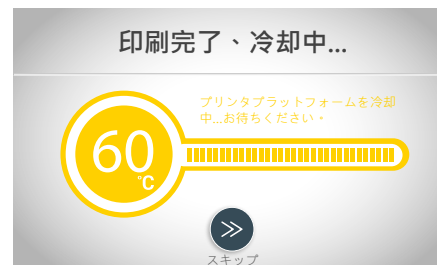 印刷完了、冷却中...
プリンタプラットフォームを冷却
中...お待ちください。
60
°C
スキップ